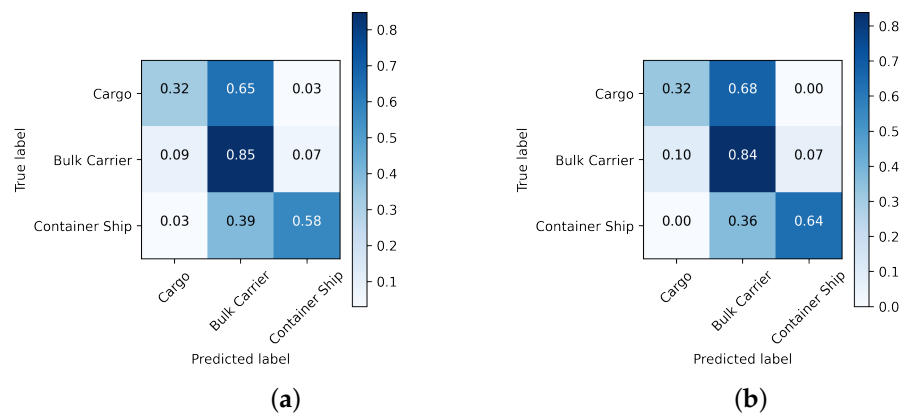 0.8
0.7
0.6
0.5
0.4
0.3
0.2
0.1
True label
Cargo
0.32 0.65 0.03
Bulk Carrier
0.09 0.85 0.07
Container Ship
0.03 0.39 0.58
Cargo
Bulk Carrier
Container Ship
Predicted label
(a)
0.8
0.7
0.6
0.5
0.4
0.3
0.2
0.1
0.0
True label
Cargo
0.32 0.68 0.00
Bulk Carrier
0.10 0.84 0.07
Container Ship
0.00 0.36 0.64
Cargo
Bulk Carrier
Container Ship
Predicted label
(b)